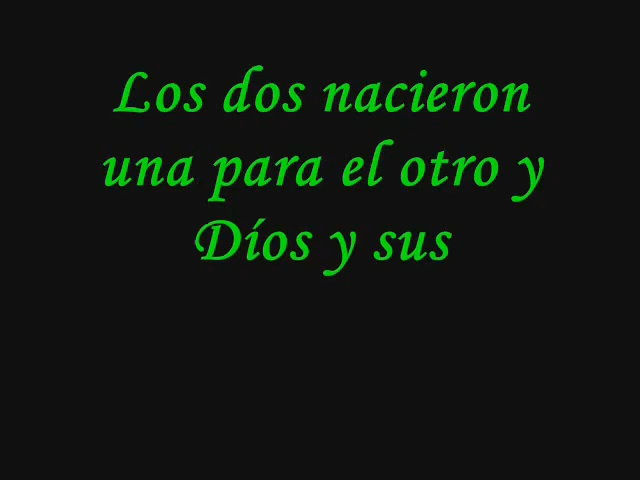 Los dos nacieron
una para el otro y
Díos y sus